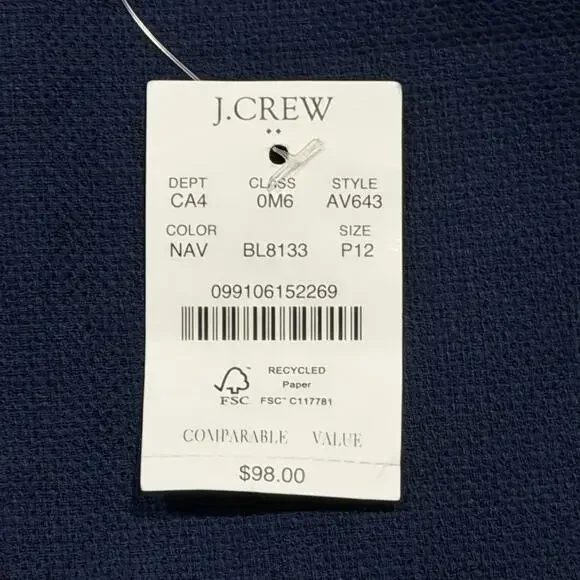 J.CREW
DEPT CLASS STYLE
CA4 0M6 AV643
COLOR SIZE
NAV BL8133 P12
099106152269
RECYCLED
Paper
FSC FSC™ C117781
COMPARABLE VALUE
$98.00